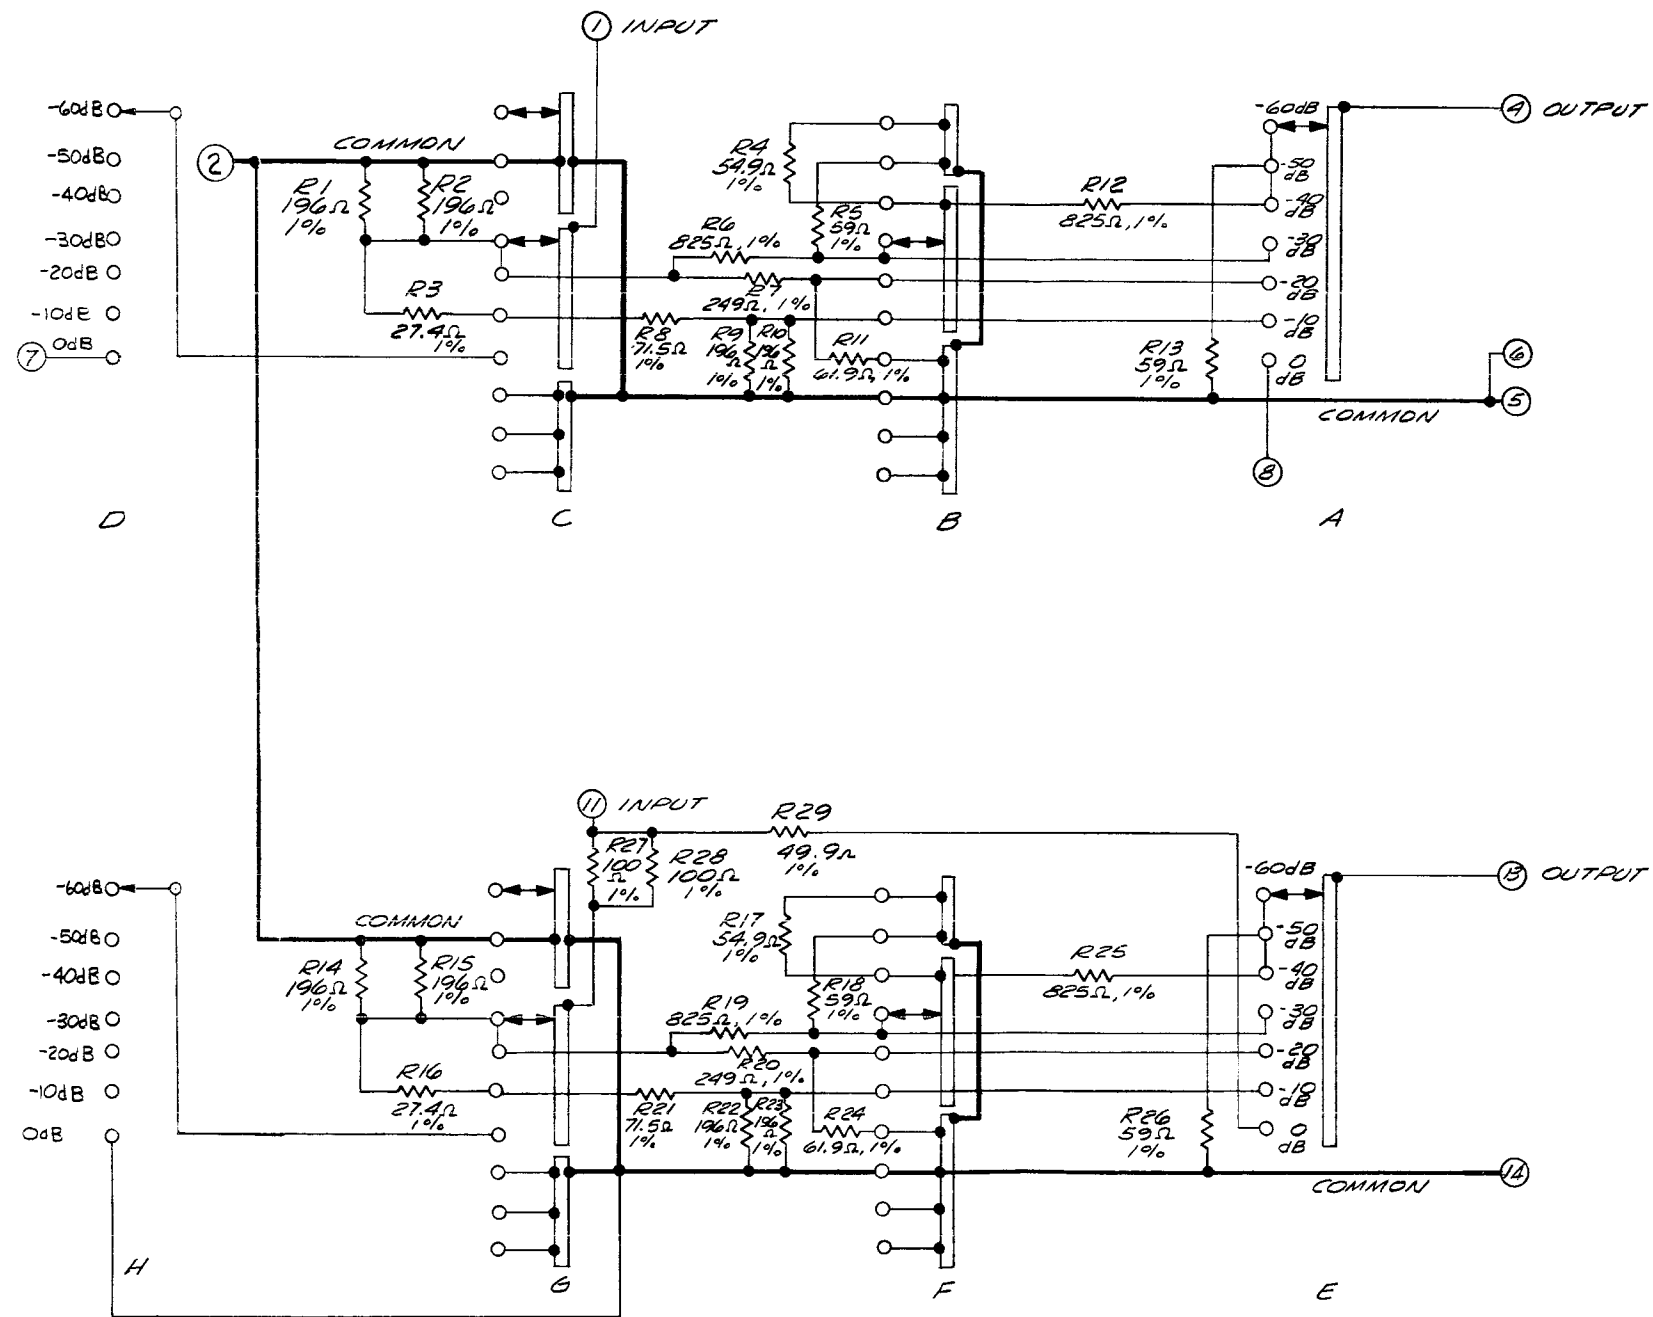 1 INPUT
-60dB
-50dB
-40dB
-30dB
-20dB
-10dB
0dB
7
2
COMMON
R1
196Ω
1%
R2
196Ω
1%
R3
27.4Ω
1%
R4
54.9Ω
1%
R5
59Ω
1%
R6
825Ω, 1%
R7
249Ω, 1%
R8
71.5Ω
1%
R9
196
Ω
1%
R10
196
Ω
1%
R11
61.9Ω, 1%
R12
825Ω, 1%
R13
59Ω
1%
-60dB
-50
dB
-40
dB
-30
dB
-20
dB
-10
dB
0
dB
4 OUTPUT
6
5
COMMON
8
D
C
B
A
11 INPUT
R29
49.9Ω
1%
R27
100
Ω
1%
R28
100Ω
1%
-60dB
-50dB
-40dB
-30dB
-20dB
-10dB
0dB
COMMON
R14
196Ω
1%
R15
196Ω
1%
R16
27.4Ω
1%
R17
54.9Ω
1%
R18
59Ω
1%
R19
825Ω, 1%
R20
249Ω, 1%
R21
71.5Ω
1%
R22
196Ω
1%
R23
196
Ω
1%
R24
61.9Ω, 1%
R25
825Ω, 1%
R26
59Ω
1%
-60dB
-50
dB
-40
dB
-30
dB
-20
dB
-10
dB
0
dB
13 OUTPUT
14
COMMON
H
G
F
E